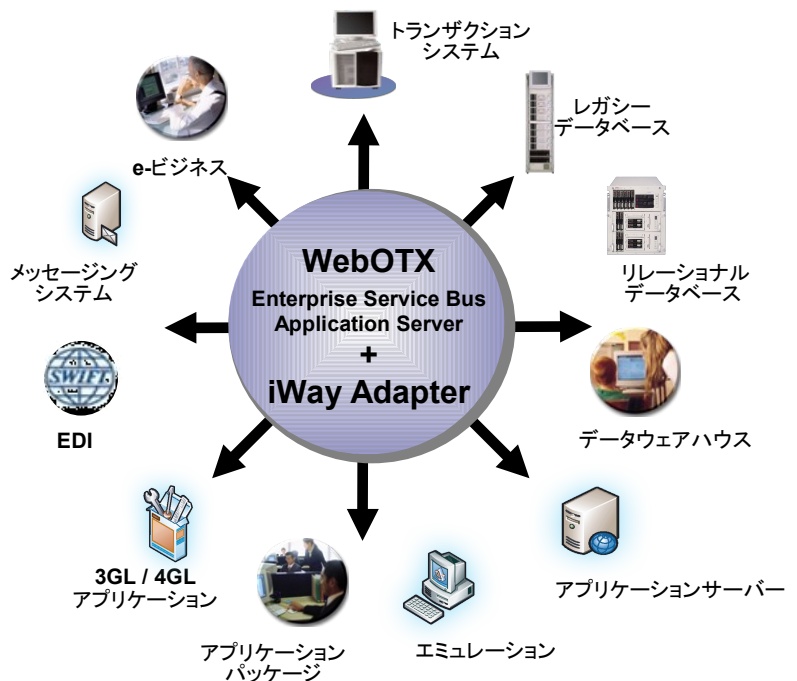 トランザクション
システム
レガシー
データベース
e-ビジネス
リレーショナル
データベース
メッセージング
システム
WebOTX
Enterprise Service Bus
Application Server
+
iWay Adapter
SWIFT
EDI
データウェアハウス
3GL / 4GL
アプリケーション
アプリケーションサーバー
アプリケーション
パッケージ
エミュレーション